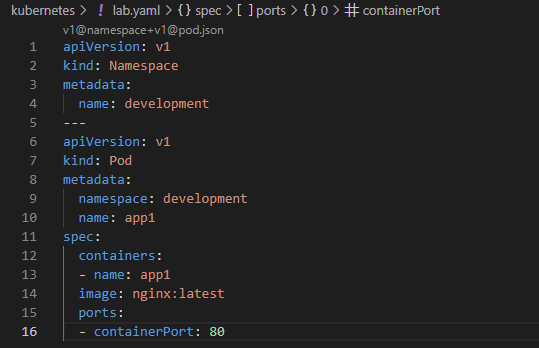 kubernetes > ! lab.yaml > {} spec > [ ] ports > {} 0 > # containerPort
v1@namespace+v1@pod.json
1 apiVersion: v1
2 kind: Namespace
3 metadata:
4   name: development
5 ---
6 apiVersion: v1
7 kind: Pod
8 metadata:
9   namespace: development
10   name: app1
11 spec:
12   containers:
13   - name: app1
14   image: nginx:latest
15   ports:
16   - containerPort: 80